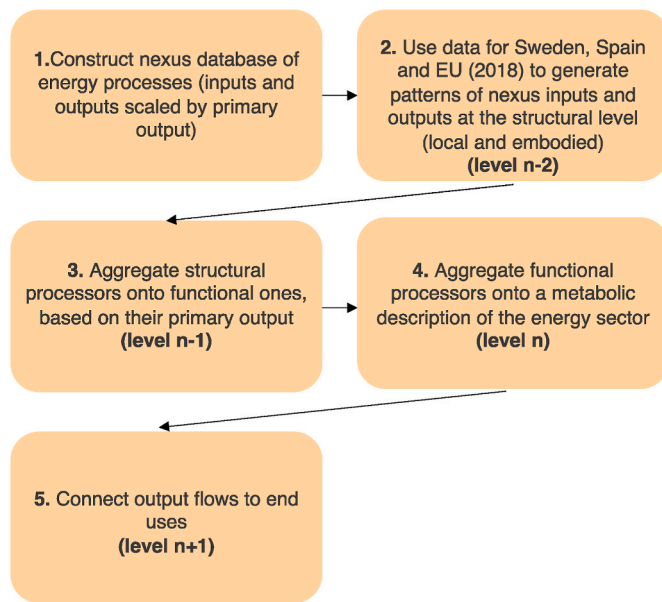 1.Construct nexus database of
energy processes (inputs and
outputs scaled by primary
output)
2. Use data for Sweden, Spain
and EU (2018) to generate
patterns of nexus inputs and
outputs at the structural level
(local and embodied)
(level n-2)
3. Aggregate structural
processors onto functional ones,
based on their primary output
(level n-1)
4. Aggregate functional
processors onto a metabolic
description of the energy sector
(level n)
5. Connect output flows to end
uses
(level n+1)